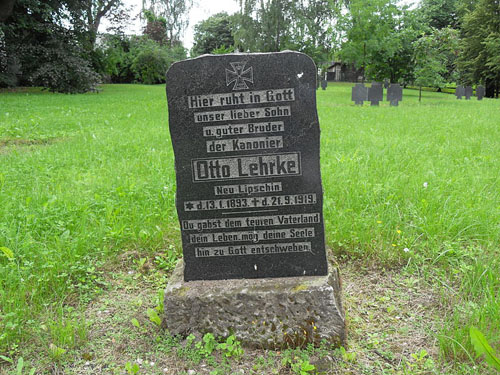 Hier ruht in Gott
unser lieber Sohn
u. guter Bruder
der Kanonier
Otto Lehrke
Neu Lipschin
* d. 13. 1. 1893. † d. 21. 9. 1919.
Du gabst dem teuren Vaterland
dein Leben, mög deine Seele
hin zu Gott entschweben.